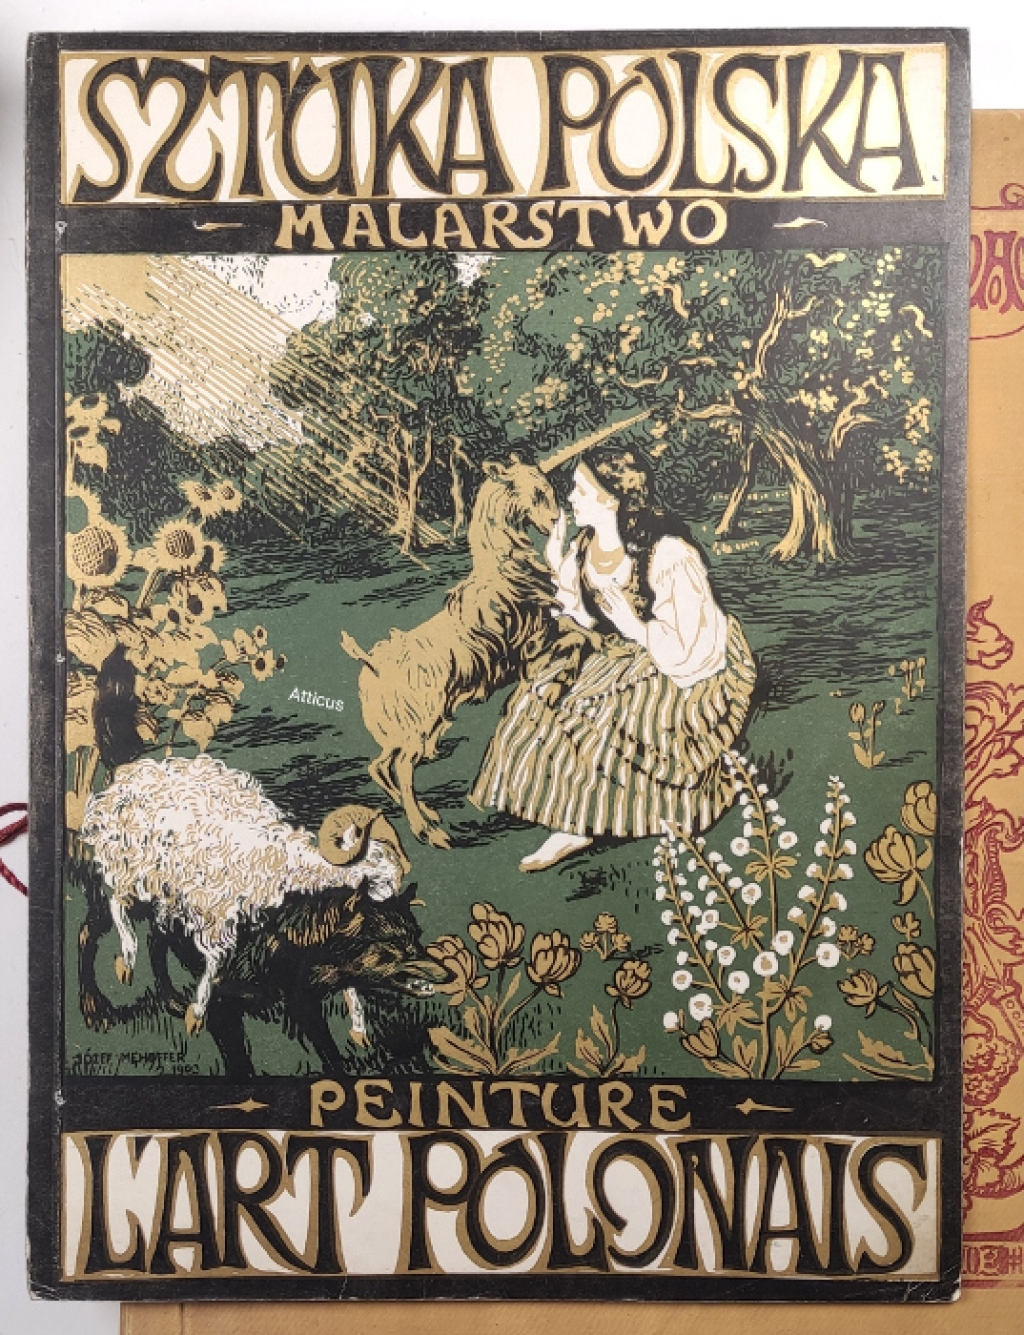 SZTUKA POLSKA
MALARSTWO
Atticus
JÓZEF MEHOFFER
1903
PEINTURE
L'ART POLONAIS